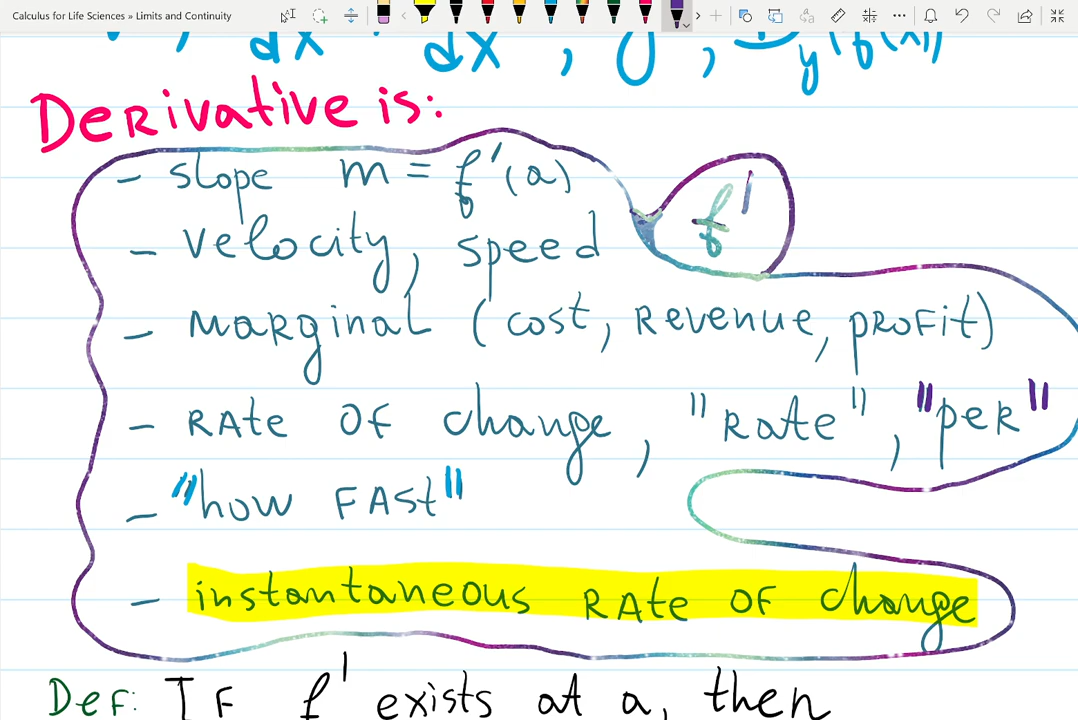 Calculus for Life Sciences » Limits and Continuity
Derivative is:
- slope m = f'(a)
f'
- velocity, speed
- marginal (cost, revenue, profit)
- rate of change, "rate", "per"
- "how fast"
- instantaneous rate of change
Def: If f' exists at a, then